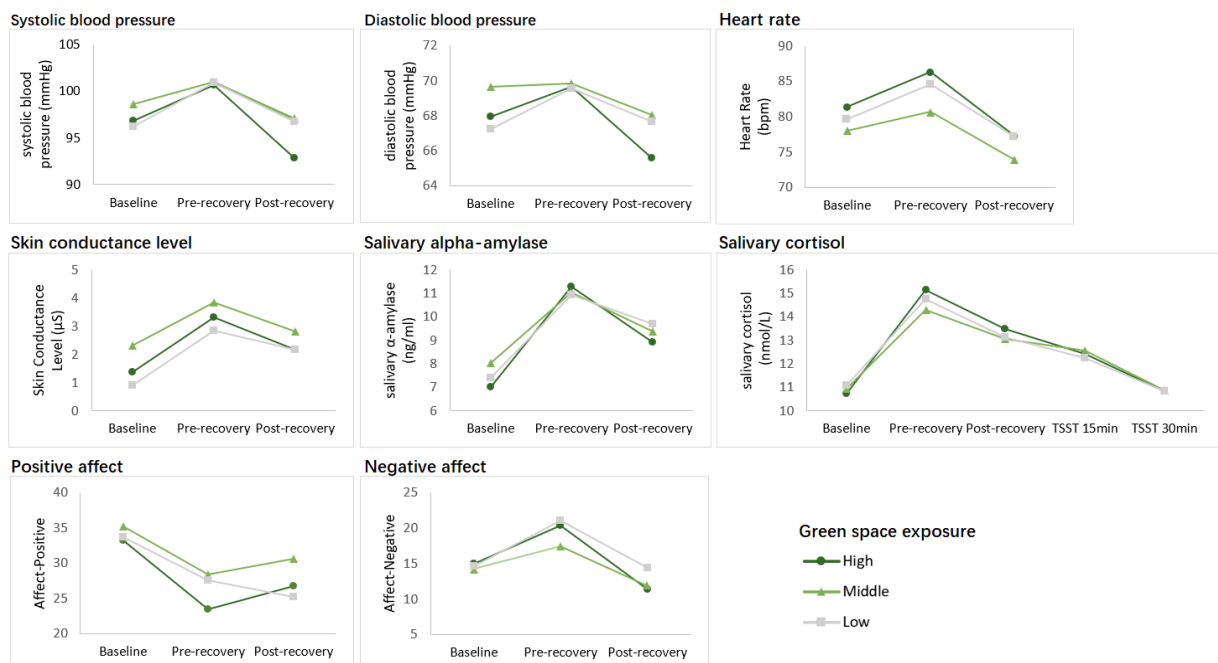 Systolic blood pressure
105
100
95
90
systolic blood
pressure (mmHg)
Baseline Pre-recovery Post-recovery
Diastolic blood pressure
72
70
68
66
64
diastolic blood
pressure (mmHg)
Baseline Pre-recovery Post-recovery
Heart rate
90
85
80
75
70
Heart Rate
(bpm)
Baseline Pre-recovery Post-recovery
Skin conductance level
5
4
3
2
1
0
Skin Conductance
Level (µS)
Baseline Pre-recovery Post-recovery
Salivary alpha-amylase
12
11
10
9
8
7
6
salivary α-amylase
(ng/ml)
Baseline Pre-recovery Post-recovery
Salivary cortisol
16
15
14
13
12
11
10
salivary cortisol
(nmol/L)
Baseline Pre-recovery Post-recovery TSST 15min TSST 30min
Positive affect
40
35
30
25
20
Affect-Positive
Baseline Pre-recovery Post-recovery
Negative affect
25
20
15
10
5
Affect-Negative
Baseline Pre-recovery Post-recovery
Green space exposure
High
Middle
Low